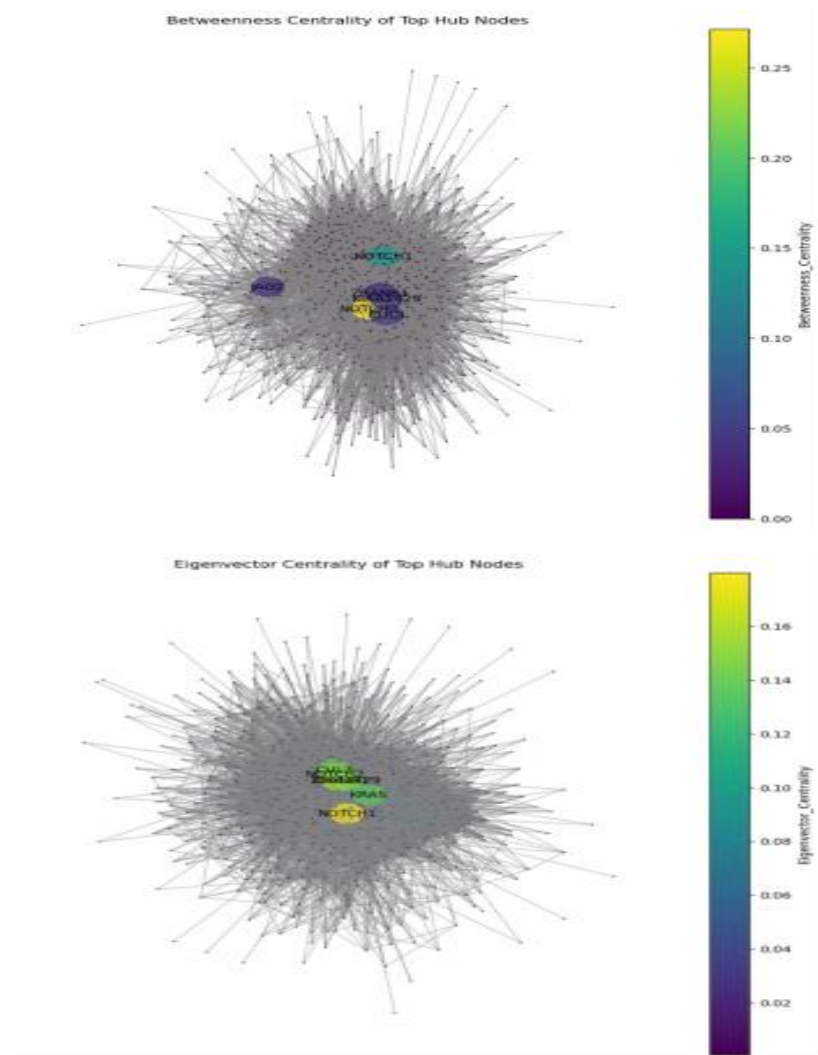 Betweenness Centrality of Top Hub Nodes
0.25
0.20
0.15
0.10
0.05
0.00
Betweenness_Centrality
NOTCH1
Eigenvector Centrality of Top Hub Nodes
0.16
0.14
0.12
0.10
0.08
0.06
0.04
0.02
Eigenvector_Centrality
KRAS
NOTCH1